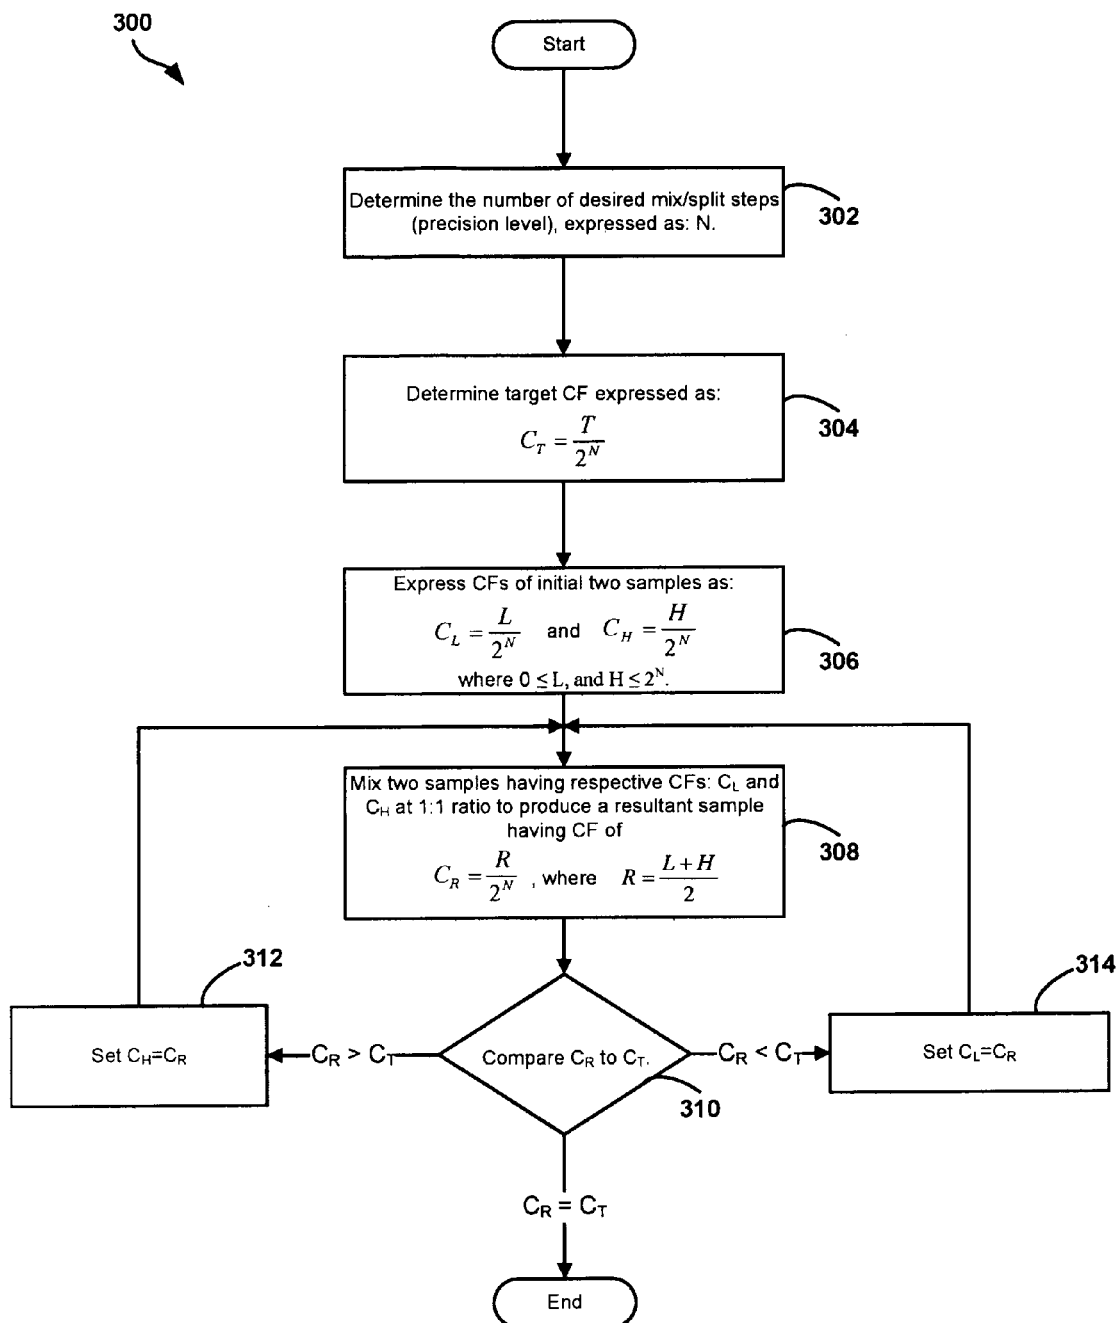 300
Start
Determine the number of desired mix/split steps
(precision level), expressed as: N.
302
Determine target CF expressed as:
C_T = T / 2^N
304
Express CFs of initial two samples as:
C_L = L / 2^N and C_H = H / 2^N
where 0 ≤ L, and H ≤ 2^N.
306
Mix two samples having respective CFs: C_L and
C_H at 1:1 ratio to produce a resultant sample
having CF of
C_R = R / 2^N , where R = L + H / 2
308
312
Set C_H=C_R
C_R > C_T
Compare C_R to C_T.
310
C_R < C_T
314
Set C_L=C_R
C_R = C_T
End